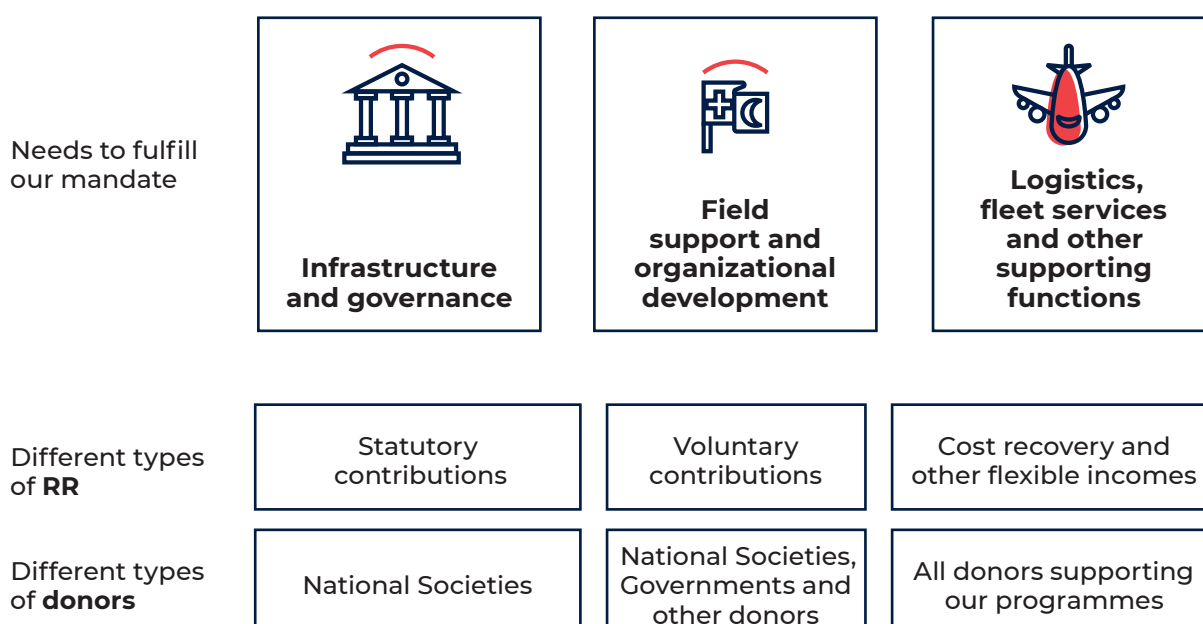 Needs to fulfill
our mandate
Infrastructure
and governance
Field
support and
organizational
development
Logistics,
fleet services
and other
supporting
functions
Different types
of RR
Statutory
contributions
Voluntary
contributions
Cost recovery and
other flexible incomes
Different types
of donors
National Societies
National Societies,
Governments and
other donors
All donors supporting
our programmes